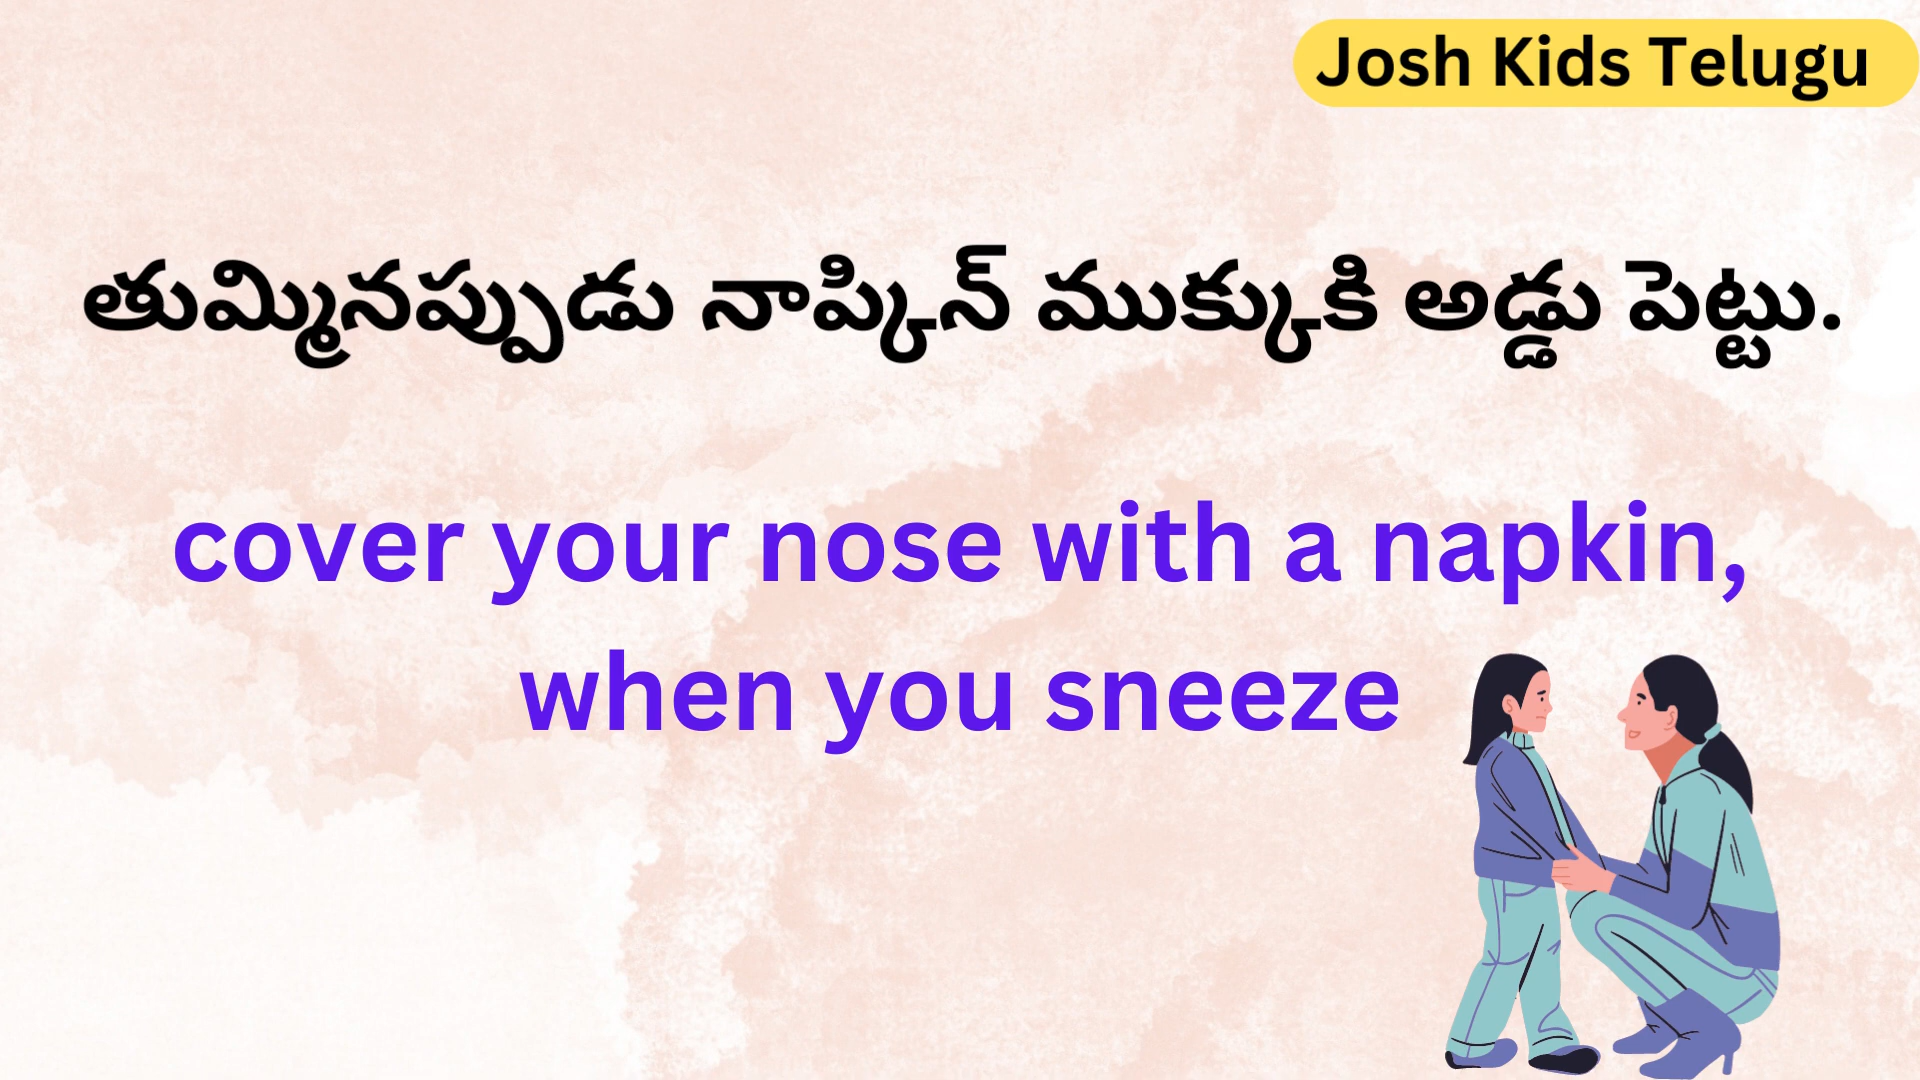 Josh Kids Telugu
తుమ్మినప్పుడు నాప్కిన్ ముక్కుకి అడ్డు పెట్టు.
cover your nose with a napkin,
when you sneeze